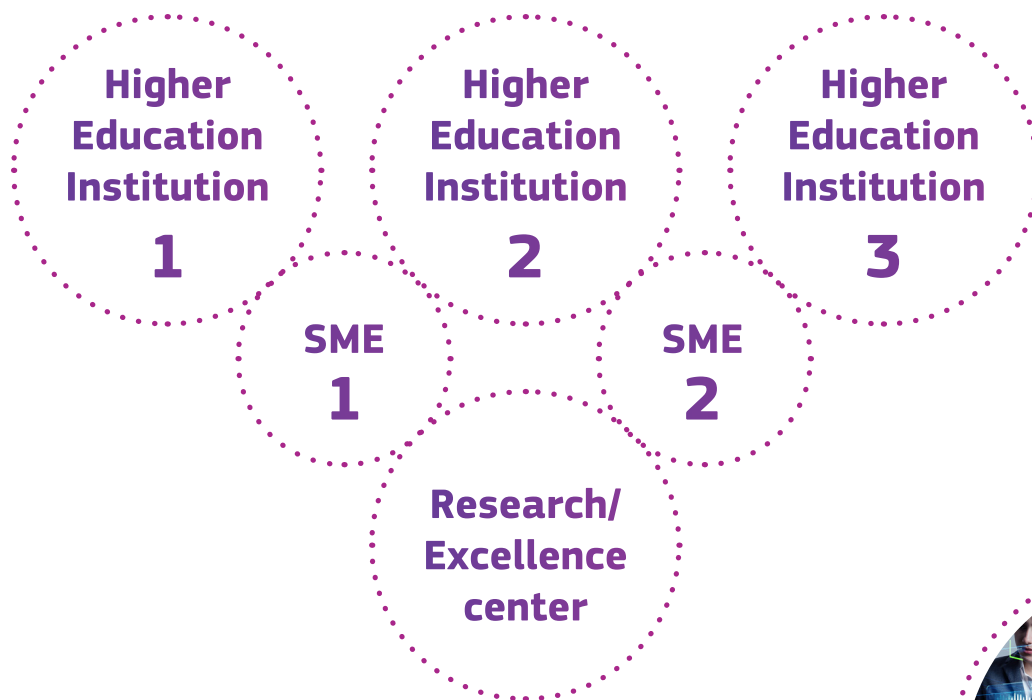 Higher
Education
Institution
1
Higher
Education
Institution
2
Higher
Education
Institution
3
SME
1
SME
2
Research/
Excellence
center